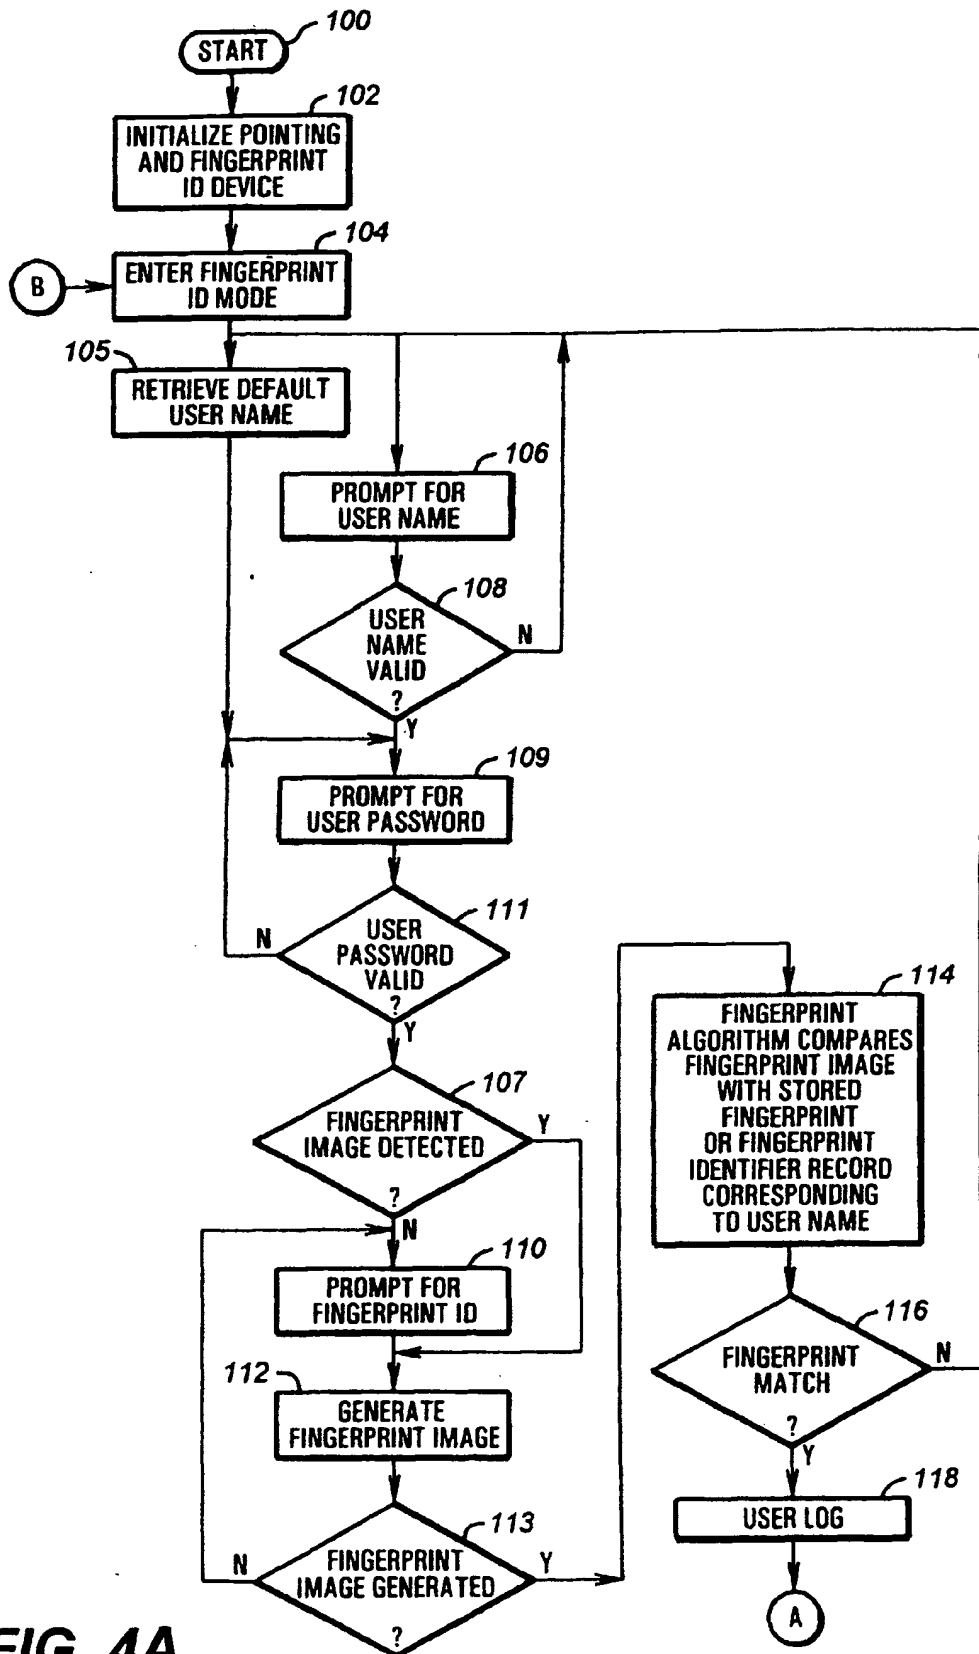 100
START
102
INITIALIZE POINTING
AND FINGERPRINT
ID DEVICE
104
B
ENTER FINGERPRINT
ID MODE
105
RETRIEVE DEFAULT
USER NAME
106
PROMPT FOR
USER NAME
108
USER
NAME
VALID
?
N
Y
109
PROMPT FOR
USER PASSWORD
111
USER
PASSWORD
VALID
?
N
Y
107
FINGERPRINT
IMAGE DETECTED
?
Y
N
110
PROMPT FOR
FINGERPRINT ID
112
GENERATE
FINGERPRINT IMAGE
113
FINGERPRINT
IMAGE GENERATED
?
N
Y
114
FINGERPRINT
ALGORITHM COMPARES
FINGERPRINT IMAGE
WITH STORED
FINGERPRINT
OR FINGERPRINT
IDENTIFIER RECORD
CORRESPONDING
TO USER NAME
116
FINGERPRINT
MATCH
?
N
Y
118
USER LOG
A
FIG. 4A